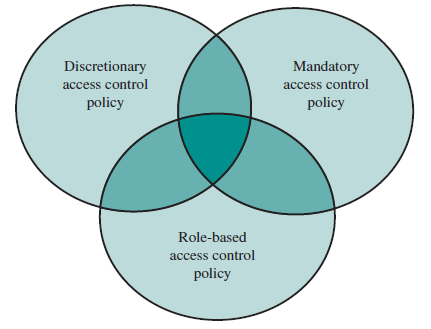 Discretionary
access control
policy
Mandatory
access control
policy
Role-based
access control
policy